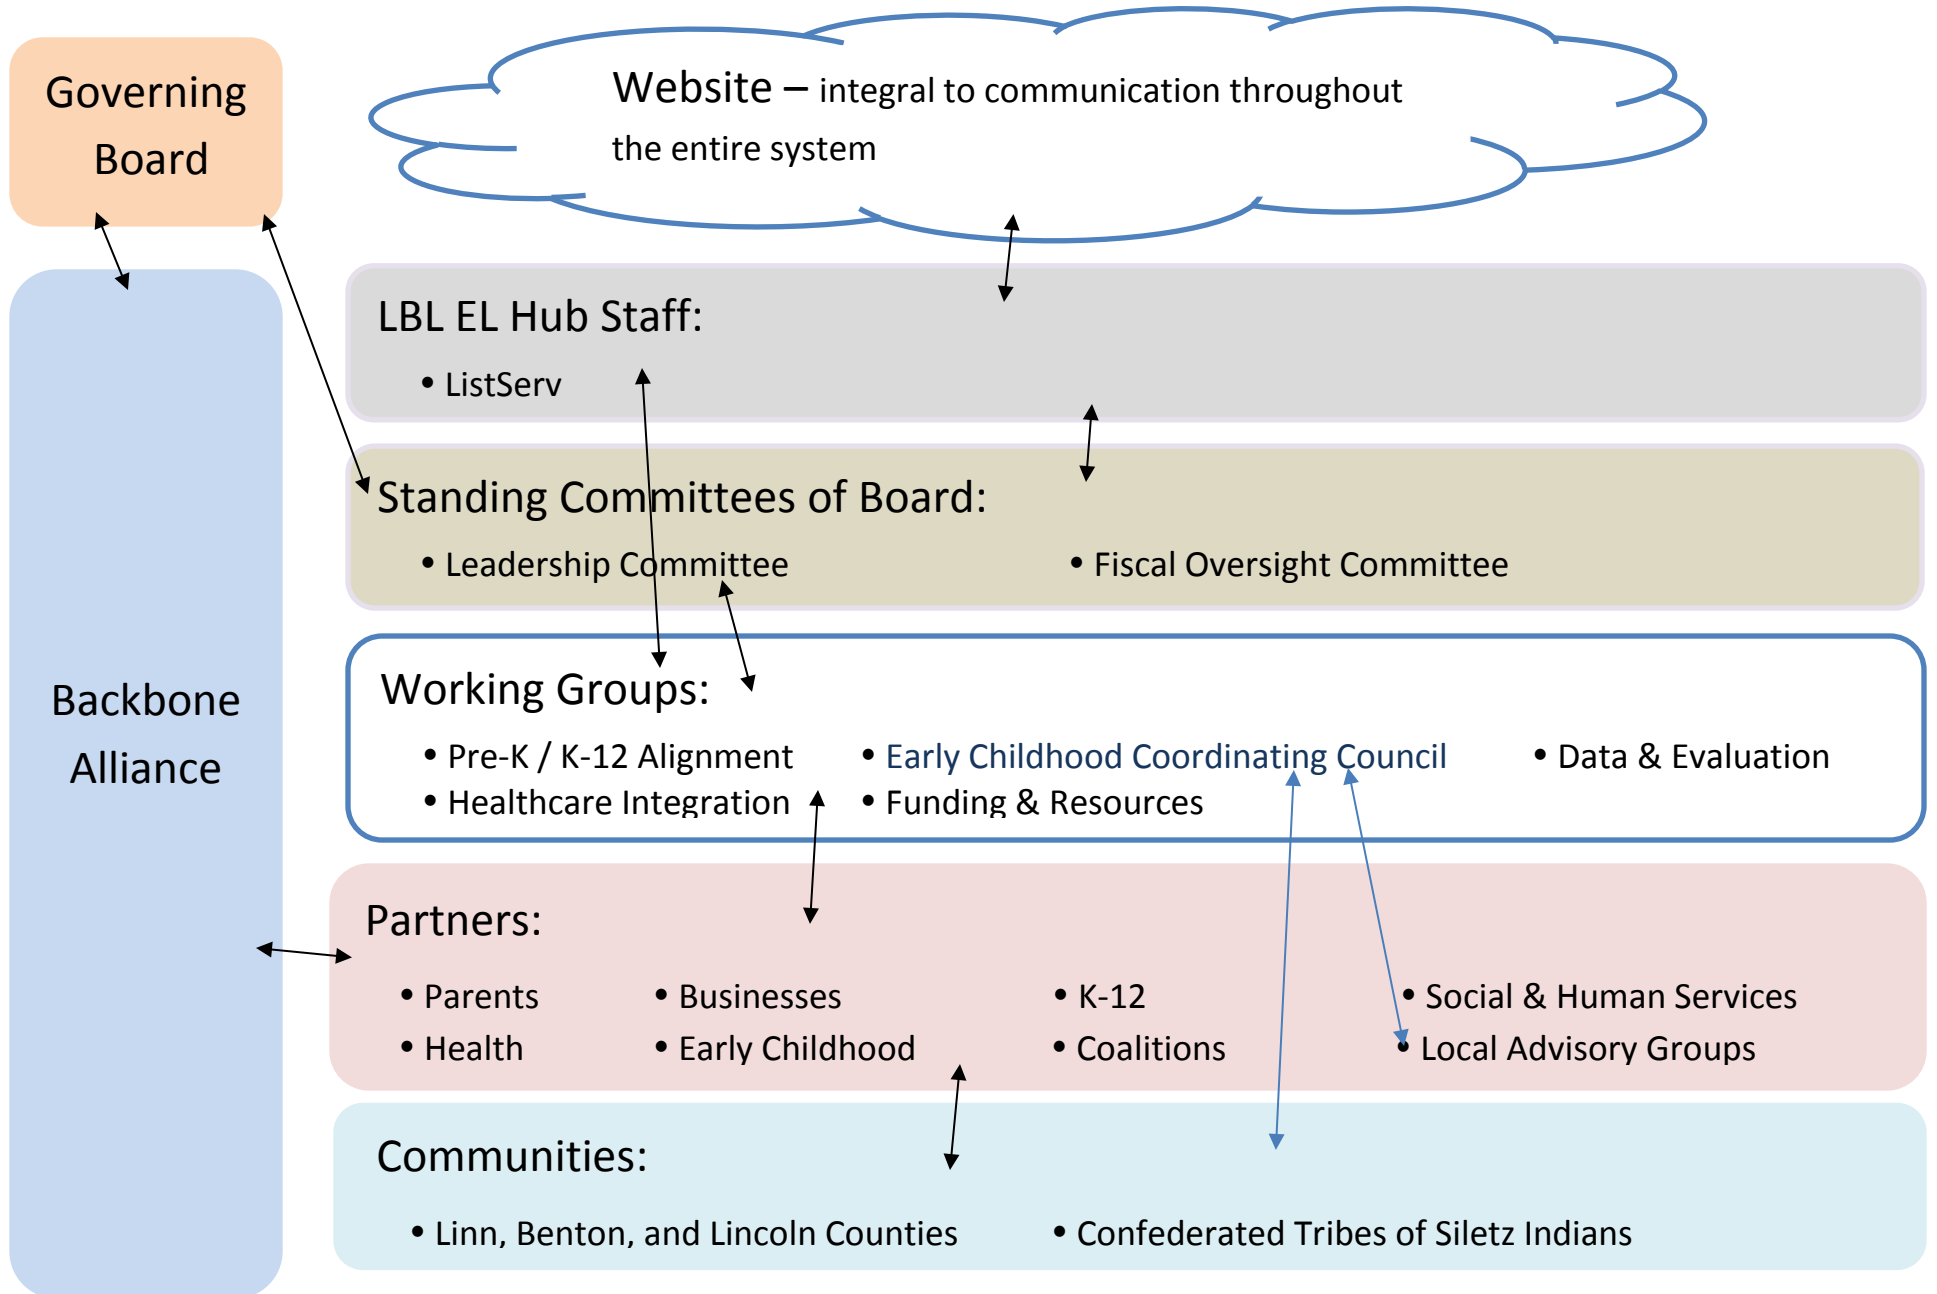 Governing
Board
Website – integral to communication throughout
the entire system
LBL EL Hub Staff:
• ListServ
Standing Committees of Board:
• Leadership Committee • Fiscal Oversight Committee
Backbone
Alliance
Working Groups:
• Pre-K / K-12 Alignment • Early Childhood Coordinating Council • Data & Evaluation
• Healthcare Integration • Funding & Resources
Partners:
• Parents • Businesses • K-12 • Social & Human Services
• Health • Early Childhood • Coalitions • Local Advisory Groups
Communities:
• Linn, Benton, and Lincoln Counties • Confederated Tribes of Siletz Indians